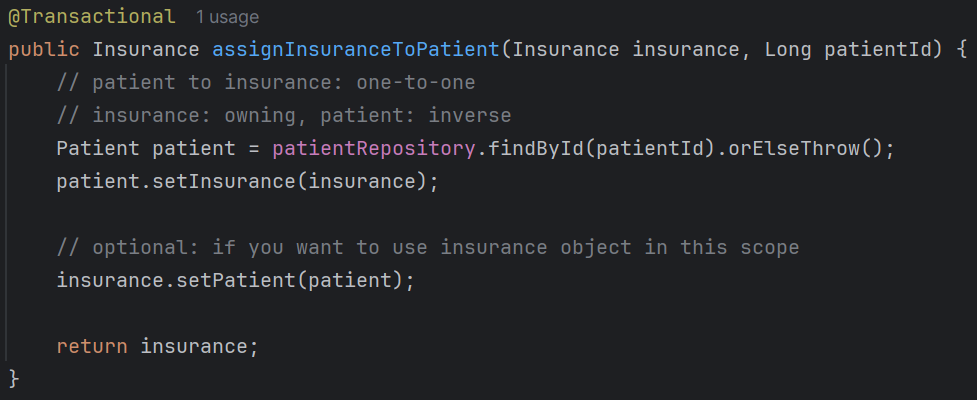 @Transactional 1 usage
public Insurance assignInsuranceToPatient(Insurance insurance, Long patientId) {
    // patient to insurance: one-to-one
    // insurance: owning, patient: inverse
    Patient patient = patientRepository.findById(patientId).orElseThrow();
    patient.setInsurance(insurance);

    // optional: if you want to use insurance object in this scope
    insurance.setPatient(patient);

    return insurance;
}